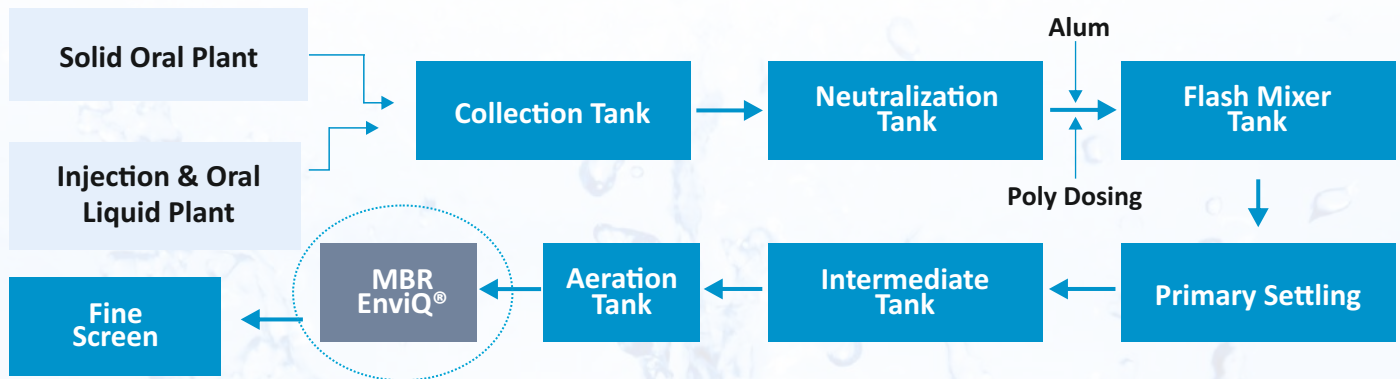 Solid Oral Plant
Injection & Oral
Liquid Plant
Collection Tank
Neutralization
Tank
Alum
Poly Dosing
Flash Mixer
Tank
Primary Settling
Intermediate
Tank
Aeration
Tank
MBR
EnviQ®
Fine
Screen